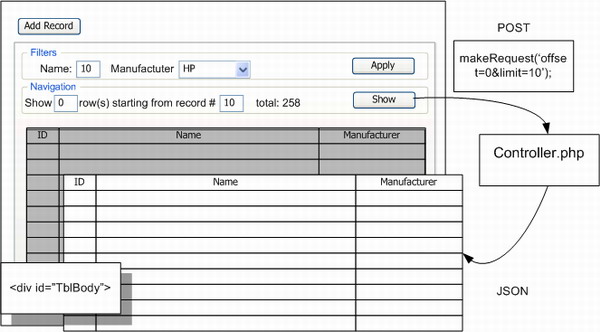 Add Record
POST
Filters
Name: 10 Manufactuter HP Apply
makeRequest('offse
t=0&limit=10');
Navigation
Show 0 row(s) starting from record # 10 total: 258 Show
ID Name Manufacturer
Controller.php
ID Name Manufacturer
<div id="TblBody">
JSON